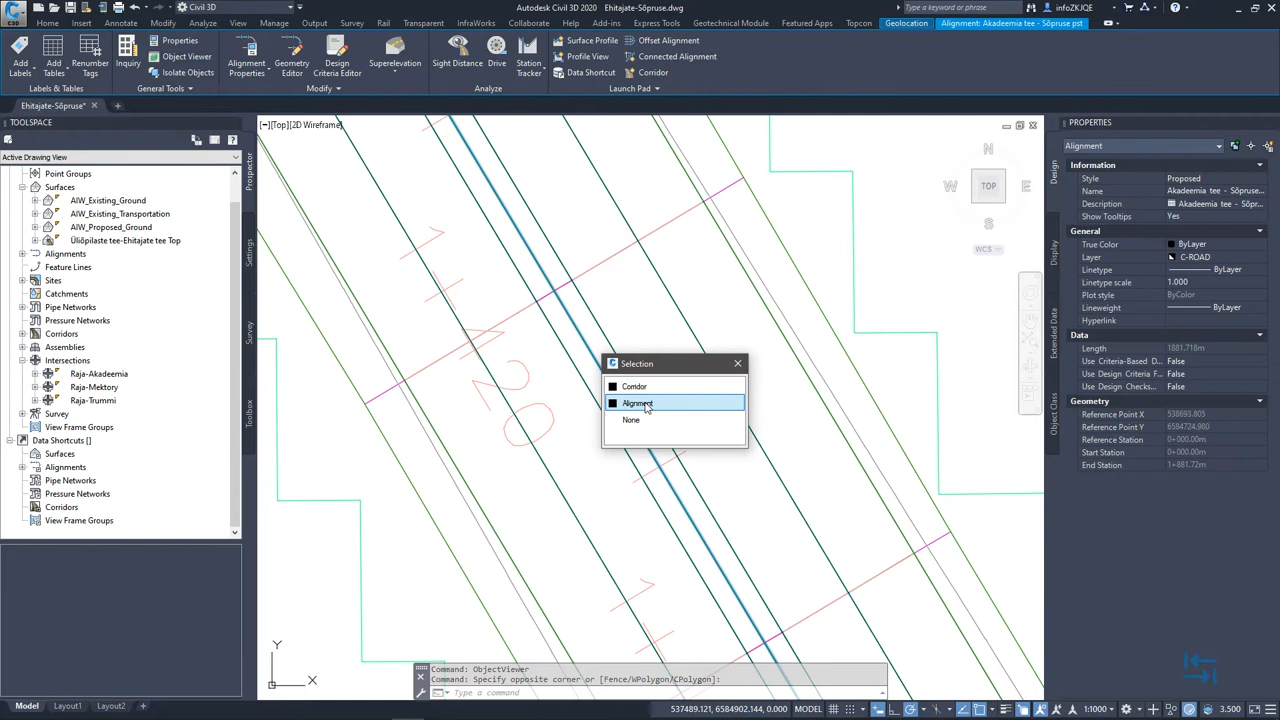 C3D
Civil 3D
Autodesk Civil 3D 2020 Ehitajate-Sõpruse.dwg
Type a keyword or phrase
infoZKJQE
Home Insert Annotate Modify Analyze View Manage Output Survey Rail Transparent InfraWorks Collaborate Help Add-ins Express Tools Geotechnical Module Featured Apps Topcon Geolocation Alignment: Akadeemia tee - Sõpruse pst
Add Labels
Add Tables
Renumber Tags
Labels & Tables
Inquiry
Properties
Object Viewer
Isolate Objects
General Tools
Alignment Properties
Geometry Editor
Design Criteria Editor
Superelevation
Modify
Sight Distance
Drive
Station Tracker
Analyze
Surface Profile
Profile View
Data Shortcut
Offset Alignment
Connected Alignment
Corridor
Launch Pad
Ehitajate-Sõpruse*
TOOLSPACE
Active Drawing View
Point Groups
Surfaces
AIW_Existing_Ground
AIW_Existing_Transportation
AIW_Proposed_Ground
Üliõpilaste tee-Ehitajate tee Top
Alignments
Feature Lines
Sites
Catchments
Pipe Networks
Pressure Networks
Corridors
Assemblies
Intersections
Raja-Akadeemia
Raja-Mektory
Raja-Trummi
Survey
View Frame Groups
Data Shortcuts []
Surfaces
Alignments
Pipe Networks
Pressure Networks
Corridors
View Frame Groups
Prospector
Settings
Survey
Toolbox
[−][Top][2D Wireframe]
N
W TOP E
S
WCS
Selection
Corridor
Alignment
None
Y
X
Command: ObjectViewer
Command: Specify opposite corner or [Fence/WPolygon/CPolygon]:
Type a command
PROPERTIES
Alignment
Design
Display
Extended Data
Object Class
Information
Style Proposed
Name Akadeemia tee - Sõpruse...
Description Akadeemia tee - Sõpr...
Show Tooltips Yes
General
True Color ByLayer
Layer C-ROAD
Linetype ByLayer
Linetype scale 1.000
Plot style ByColor
Lineweight ByLayer
Hyperlink
Data
Length 1881.718m
Use Criteria-Based D... False
Use Design Criteria F... False
Use Design Checks... False
Geometry
Reference Point X 538693.805
Reference Point Y 6584724.980
Reference Station 0+000.00m
Start Station 0+000.00m
End Station 1+881.72m
Model Layout1 Layout2 +
537489.121, 6584902.144, 0.000 MODEL
1:1000
3.500